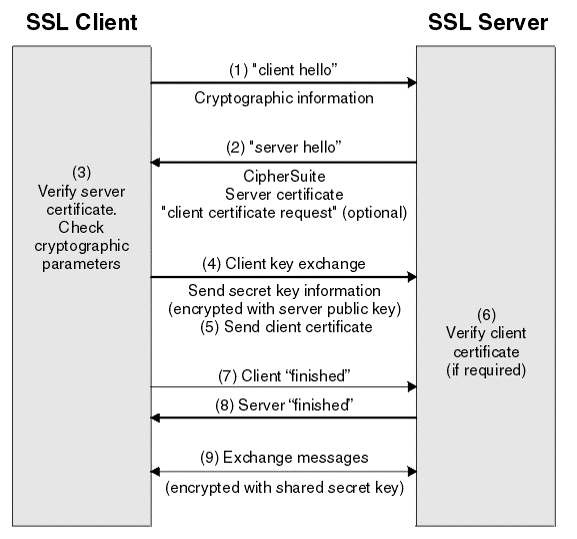 SSL Client
SSL Server
(1) "client hello”
Cryptographic information
(2) "server hello”
CipherSuite
Server certificate
"client certificate request" (optional)
(3)
Verify server
certificate.
Check
cryptographic
parameters
(4) Client key exchange
Send secret key information
(encrypted with server public key)
(5) Send client certificate
(6)
Verify client
certificate
(if required)
(7) Client “finished”
(8) Server “finished”
(9) Exchange messages
(encrypted with shared secret key)